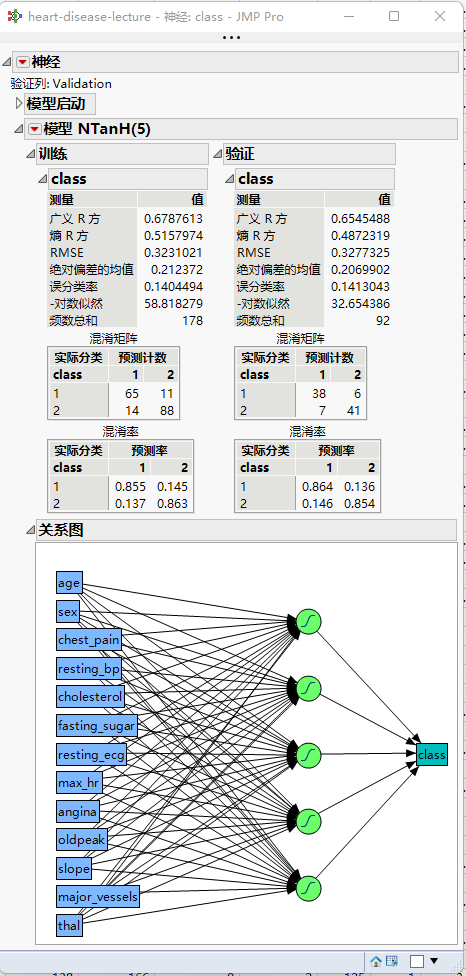 heart-disease-lecture - 神经: class - JMP Pro
神经
验证列: Validation
模型启动
模型 NTanH(5)
训练 验证
class class
测量 值 测量 值
广义 R 方 0.6787613 广义 R 方 0.6545488
熵 R 方 0.5157974 熵 R 方 0.4872319
RMSE 0.3231021 RMSE 0.3277325
绝对偏差的均值 0.212372 绝对偏差的均值 0.2069902
误分类率 0.1404494 误分类率 0.1413043
-对数似然 58.818279 -对数似然 32.654386
频数总和 178 频数总和 92
混淆矩阵 混淆矩阵
实际分类 预测计数 实际分类 预测计数
class 1 2 class 1 2
1 65 11 1 38 6
2 14 88 2 7 41
混淆率 混淆率
实际分类 预测率 实际分类 预测率
class 1 2 class 1 2
1 0.855 0.145 1 0.864 0.136
2 0.137 0.863 2 0.146 0.854
关系图
age
sex
chest_pain
resting_bp
cholesterol
fasting_sugar
resting_ecg
class
max_hr
angina
oldpeak
slope
major_vessels
thal